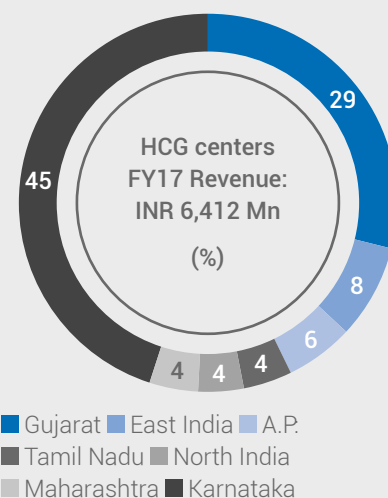 29
45
HCG centers
FY17 Revenue:
INR 6,412 Mn
(%)
8
6
4
4
4
Gujarat East India A.P.
Tamil Nadu North India
Maharashtra Karnataka